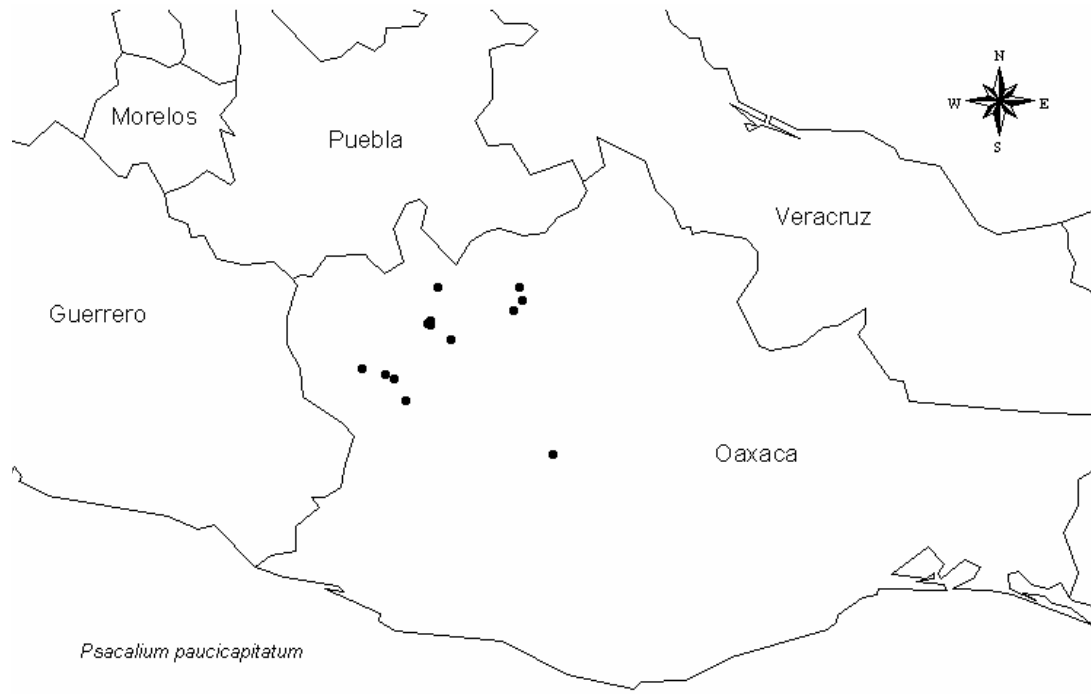 N
W E
S
Morelos
Puebla
Veracruz
Guerrero
Oaxaca
Psacalium paucicapitatum